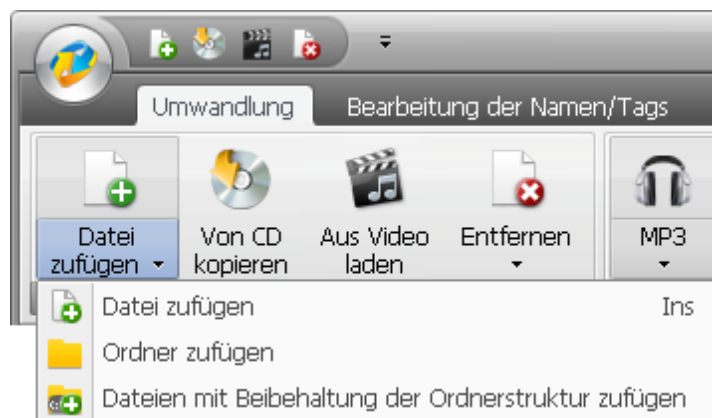 Umwandlung Bearbeitung der Namen/Tags
Datei Von CD Aus Video Entfernen MP3
zufügen kopieren laden
Datei zufügen Ins
Ordner zufügen
Dateien mit Beibehaltung der Ordnerstruktur zufügen